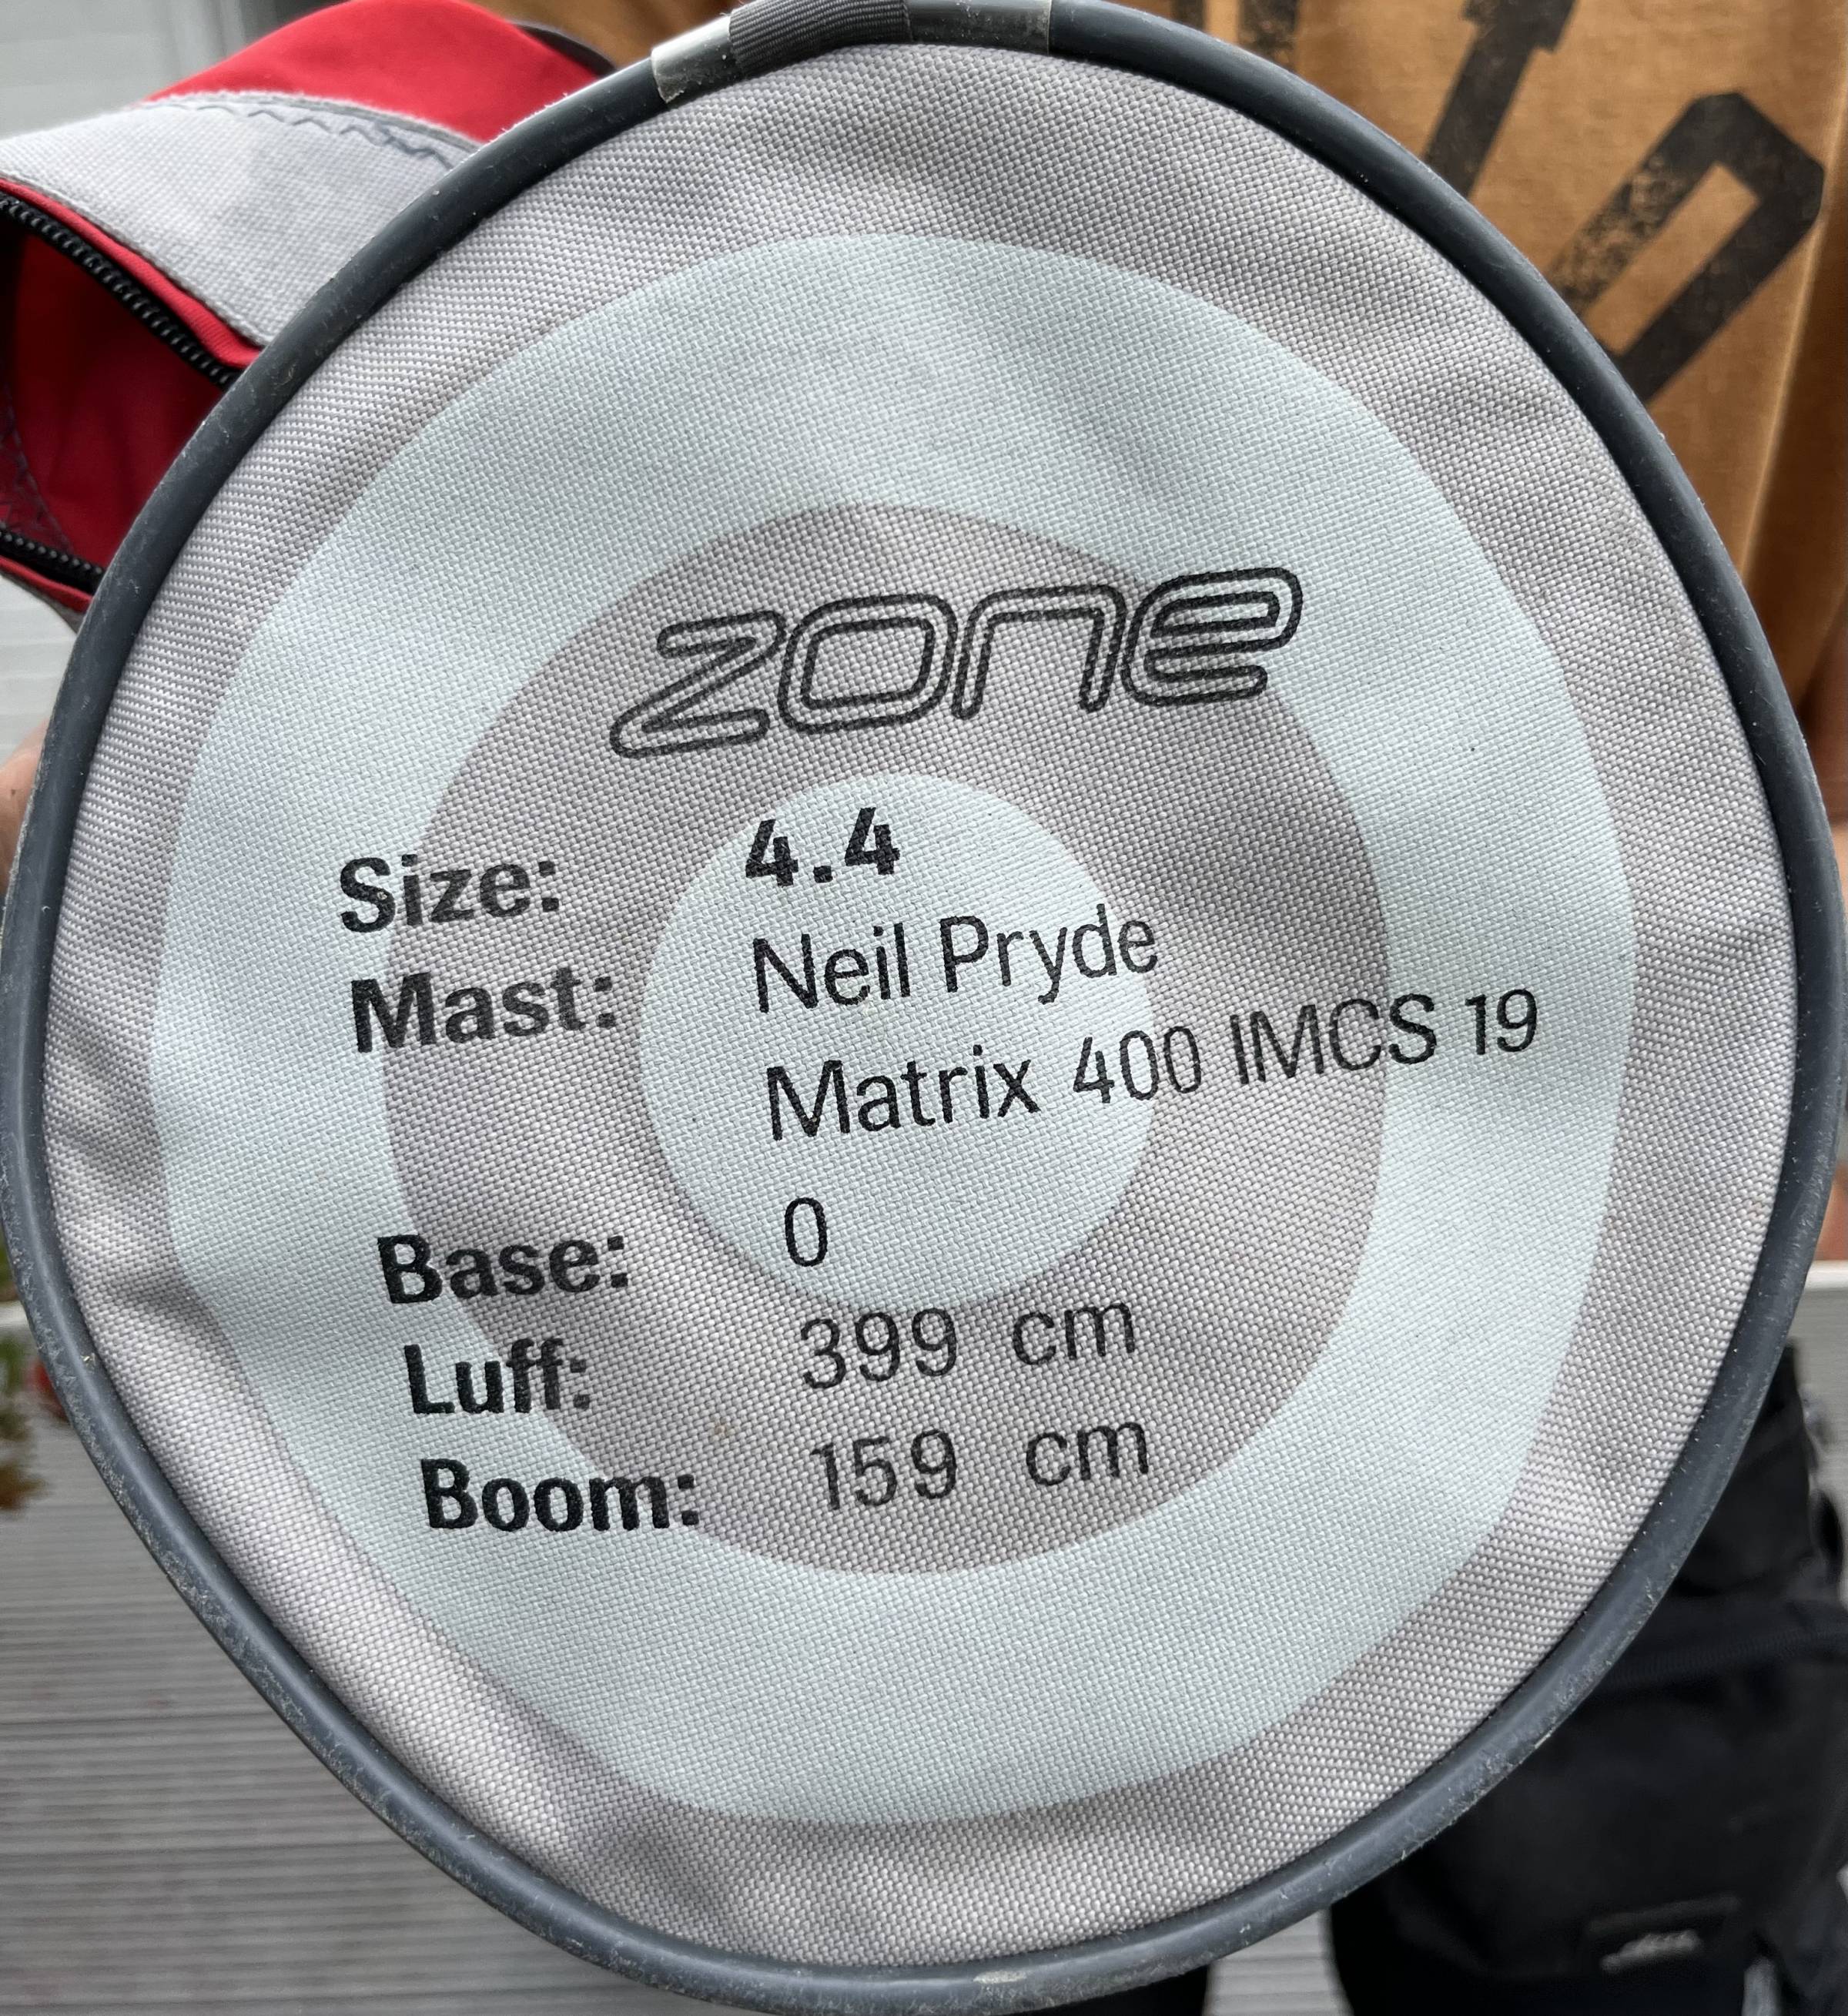 zone
Size: 4.4
Mast: Neil Pryde
Matrix 400 IMCS 19
Base: 0
Luff: 399 cm
Boom: 159 cm